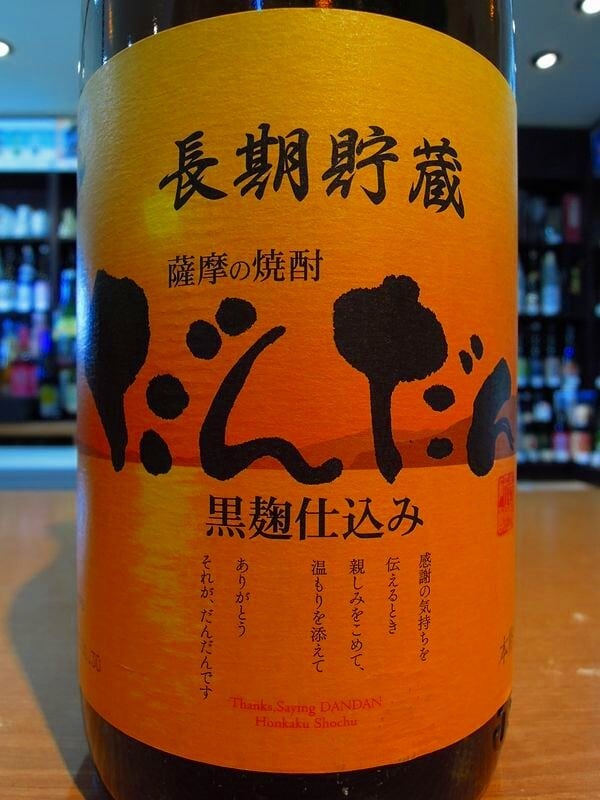 長期貯蔵
薩摩の焼酎
だんだん
黒麹仕込み
感謝の気持ちを
伝えるとき
親しみをこめて、
温もりを添えて
ありがとう
それが、だんだんです
Thanks,Saying DANDAN
Honkaku Shochu